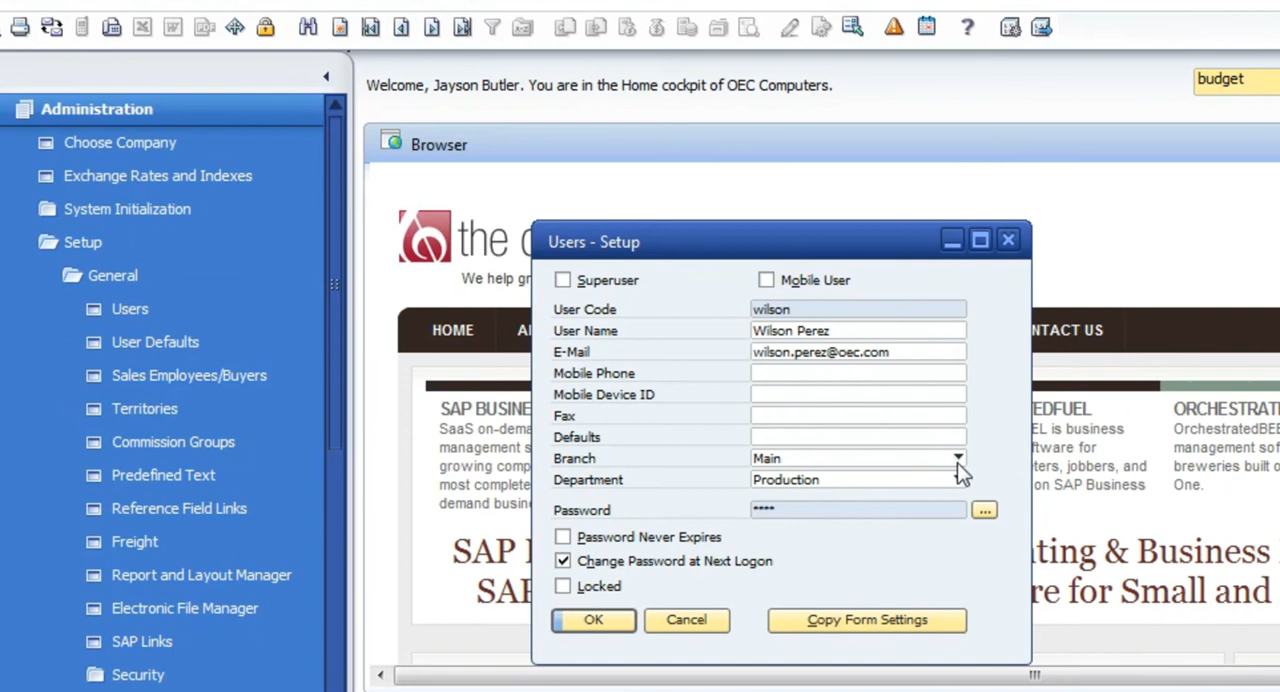 Welcome, Jayson Butler. You are in the Home cockpit of OEC Computers.
budget
Administration
Choose Company
Exchange Rates and Indexes
System Initialization
Setup
General
Users
User Defaults
Sales Employees/Buyers
Territories
Commission Groups
Predefined Text
Reference Field Links
Freight
Report and Layout Manager
Electronic File Manager
SAP Links
Security
Browser
the
We help gr
HOME
NTACT US
SAP BUSINE
SaaS on-dema
management s
growing comp
most complete
demand busin
EDFUEL
EL is business
ftware for
ters, jobbers, and
on SAP Business
ORCHESTRAT
OrchestratedBEE
management sof
breweries built o
One.
SAP
SAF
ting & Business
re for Small and
Users - Setup
Superuser
Mobile User
User Code wilson
User Name Wilson Perez
E-Mail wilson.perez@oec.com
Mobile Phone
Mobile Device ID
Fax
Defaults
Branch Main
Department Production
Password **** ...
Password Never Expires
Change Password at Next Logon
Locked
OK Cancel Copy Form Settings